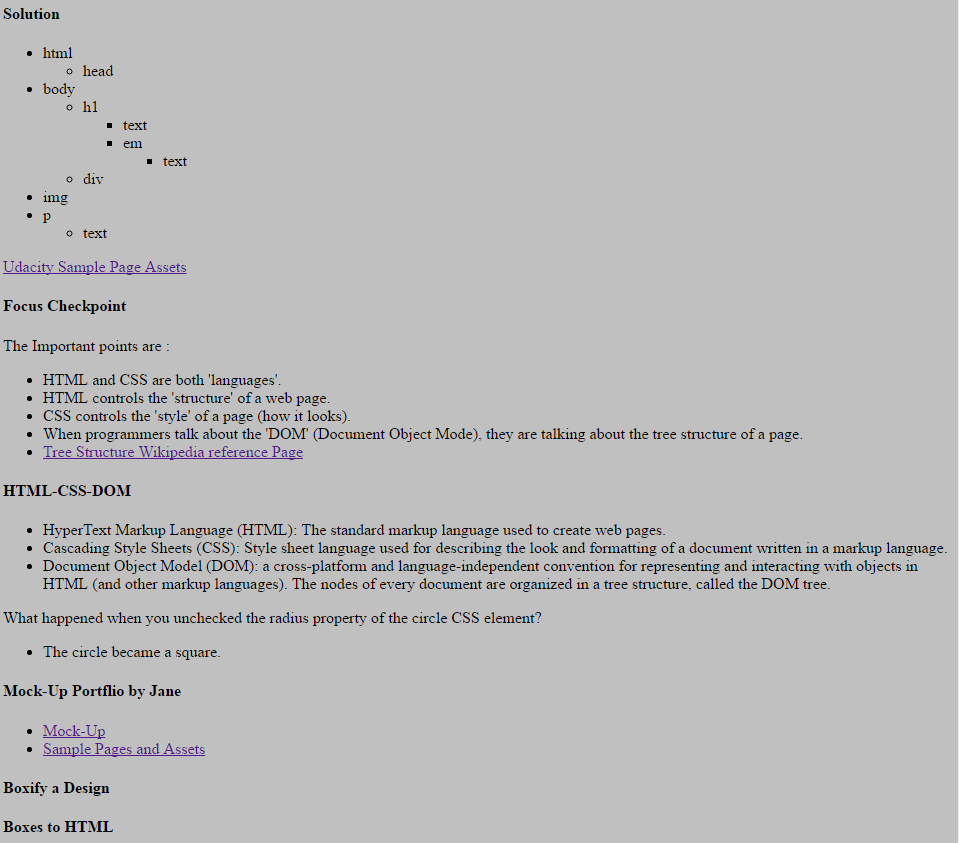 Solution
html
head
body
h1
text
em
text
div
img
p
text
Udacity Sample Page Assets
Focus Checkpoint
The Important points are :
HTML and CSS are both 'languages'.
HTML controls the 'structure' of a web page.
CSS controls the 'style' of a page (how it looks).
When programmers talk about the 'DOM' (Document Object Mode), they are talking about the tree structure of a page.
Tree Structure Wikipedia reference Page
HTML-CSS-DOM
HyperText Markup Language (HTML): The standard markup language used to create web pages.
Cascading Style Sheets (CSS): Style sheet language used for describing the look and formatting of a document written in a markup language.
Document Object Model (DOM): a cross-platform and language-independent convention for representing and interacting with objects in
HTML (and other markup languages). The nodes of every document are organized in a tree structure, called the DOM tree.
What happened when you unchecked the radius property of the circle CSS element?
The circle became a square.
Mock-Up Portflio by Jane
Mock-Up
Sample Pages and Assets
Boxify a Design
Boxes to HTML